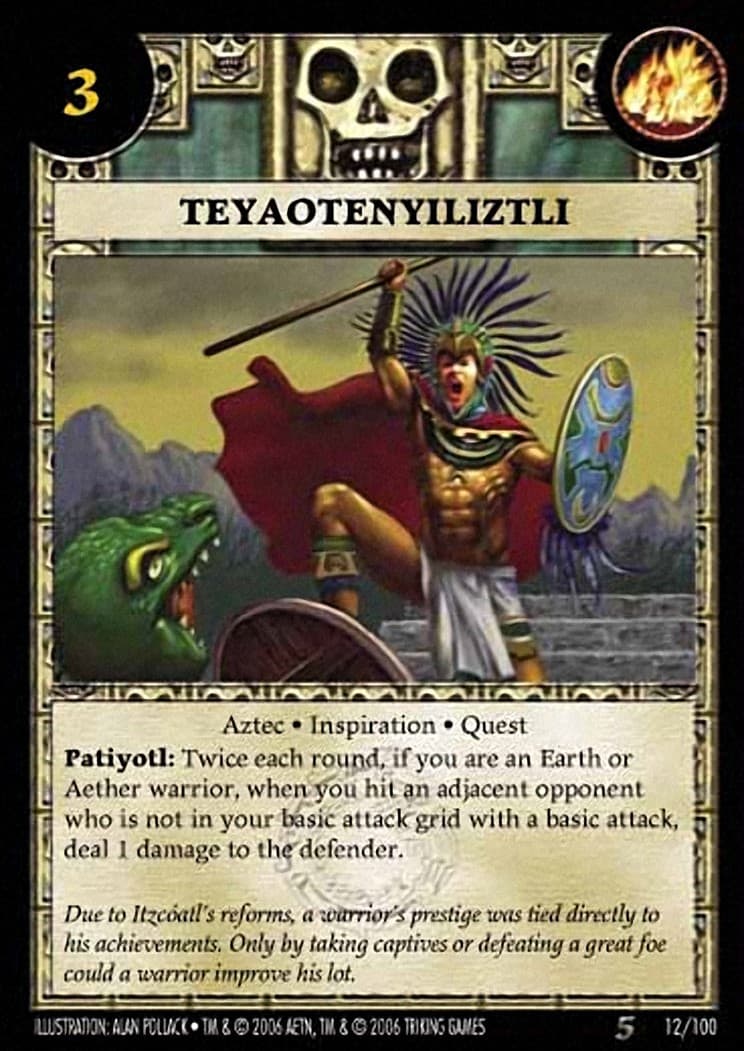 3
TEYAOTENYILIZTLI
Aztec • Inspiration • Quest
Patiyotl: Twice each round, if you are an Earth or
Aether warrior, when you hit an adjacent opponent
who is not in your basic attack grid with a basic attack,
deal 1 damage to the defender.
Due to Itzcóatl's reforms, a warrior's prestige was tied directly to
his achievements. Only by taking captives or defeating a great foe
could a warrior improve his lot.
ILLUSTRATION: ALAN POLLACK • TM & © 2006 AETN, TM & © 2006 TRIKING GAMES 5 12/100